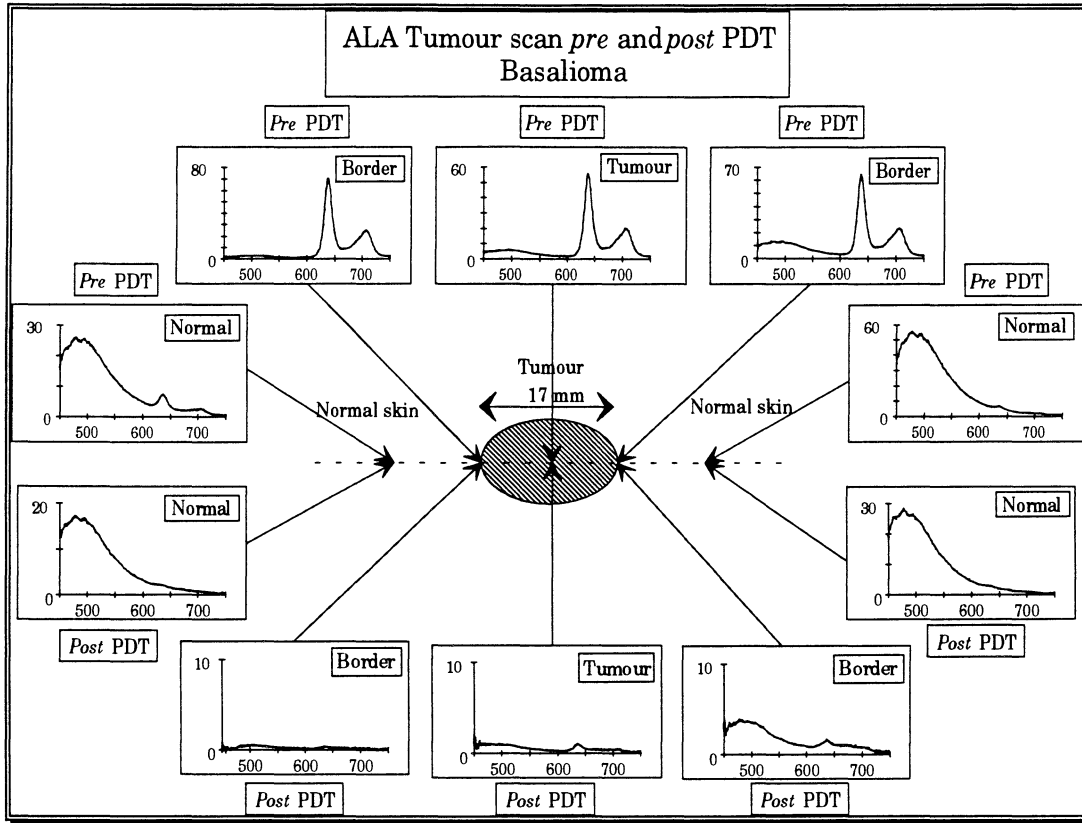 ALA Tumour scan pre and post PDT
Basalioma
Pre PDT
Pre PDT
Pre PDT
80
Border
0
500 600 700
60
Tumour
0
500 600 700
70
Border
0
500 600 700
Pre PDT
Pre PDT
30
Normal
0
500 600 700
60
Normal
0
500 600 700
Tumour
17 mm
Normal skin
Normal skin
20
Normal
0
500 600 700
30
Normal
0
500 600 700
Post PDT
Post PDT
10
Border
0
500 600 700
10
Tumour
0
500 600 700
10
Border
0
500 600 700
Post PDT
Post PDT
Post PDT